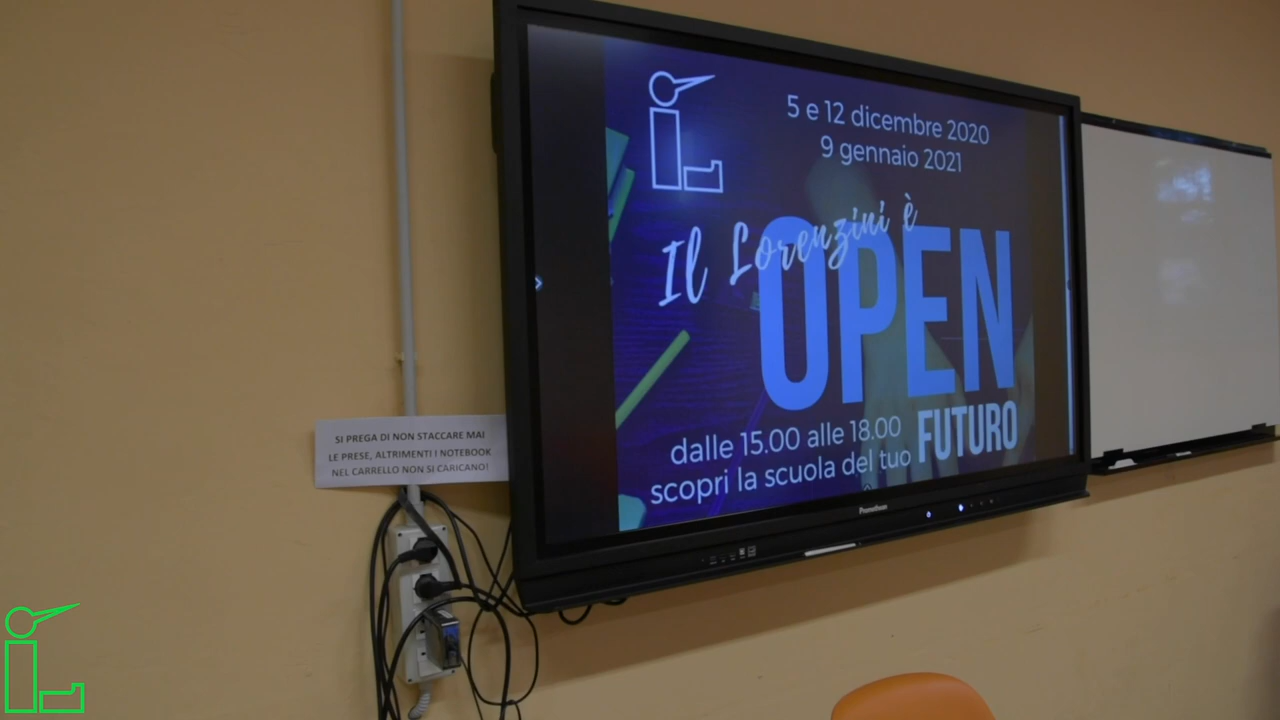 5 e 12 dicembre 2020
9 gennaio 2021
Il Lorenzini è
OPEN
FUTURO
dalle 15.00 alle 18.00
scopri la scuola del tuo
SI PREGA DI NON STACCARE MAI
LE PRESE, ALTRIMENTI I NOTEBOOK
NEL CARRELLO NON SI CARICANO!
Promethean